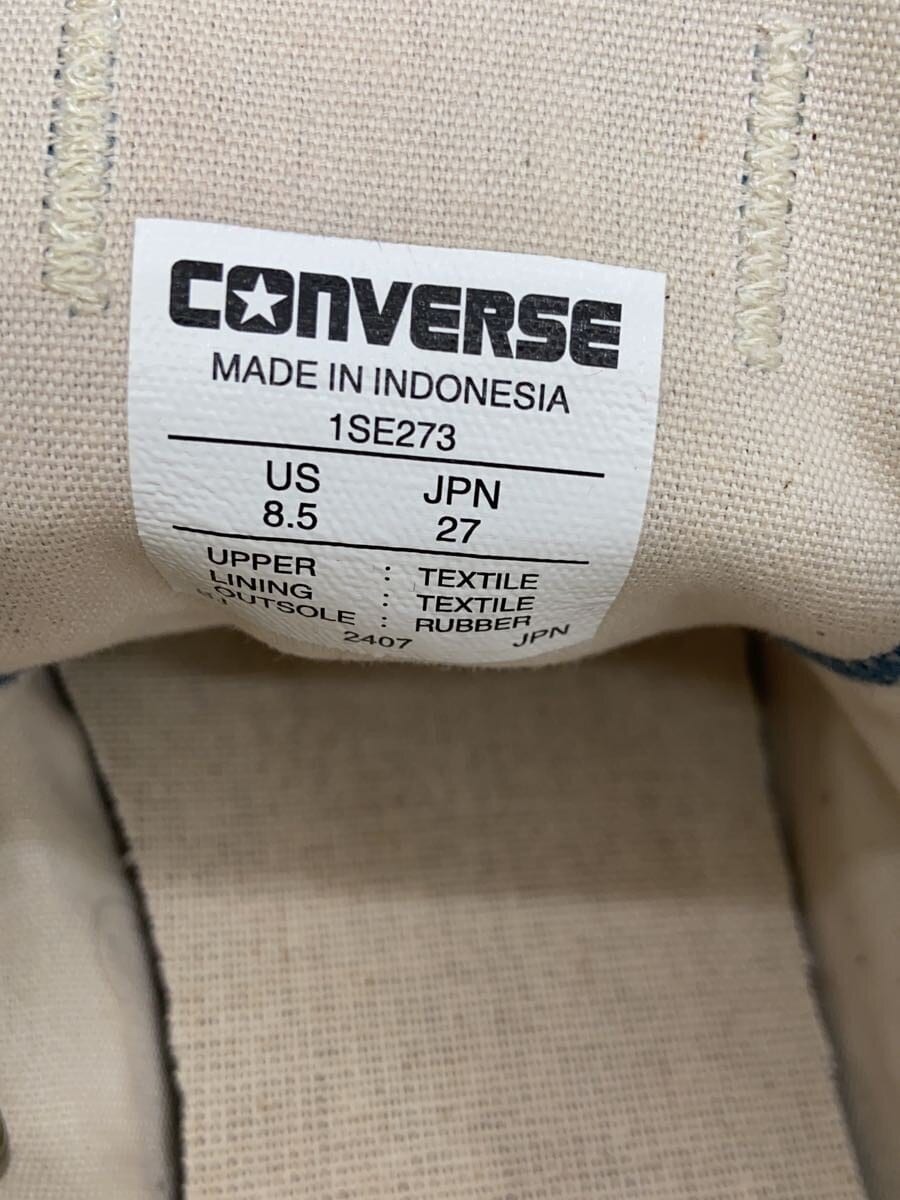 CONVERSE
MADE IN INDONESIA
1SE273
US JPN
8.5 27
UPPER : TEXTILE
LINING : TEXTILE
OUTSOLE : RUBBER
2407 JPN